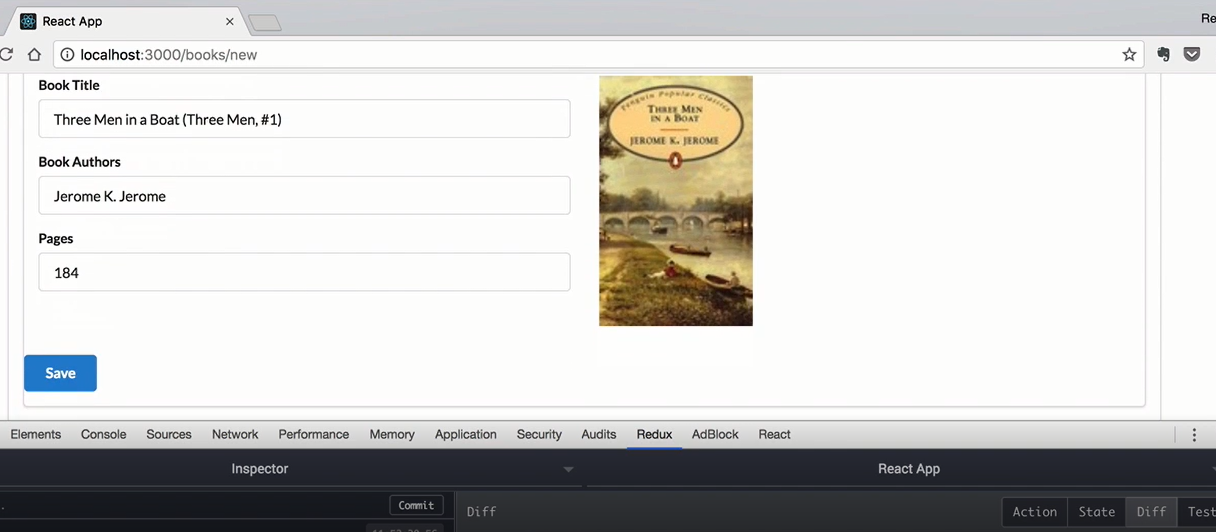 React App
Re
localhost:3000/books/new
Book Title
Three Men in a Boat (Three Men, #1)
Book Authors
Jerome K. Jerome
Pages
184
Penguin Popular Classics
THREE MEN
IN A BOAT
JEROME K. JEROME
Save
Elements Console Sources Network Performance Memory Application Security Audits Redux AdBlock React
Inspector React App
Commit
Diff Action State Diff Test